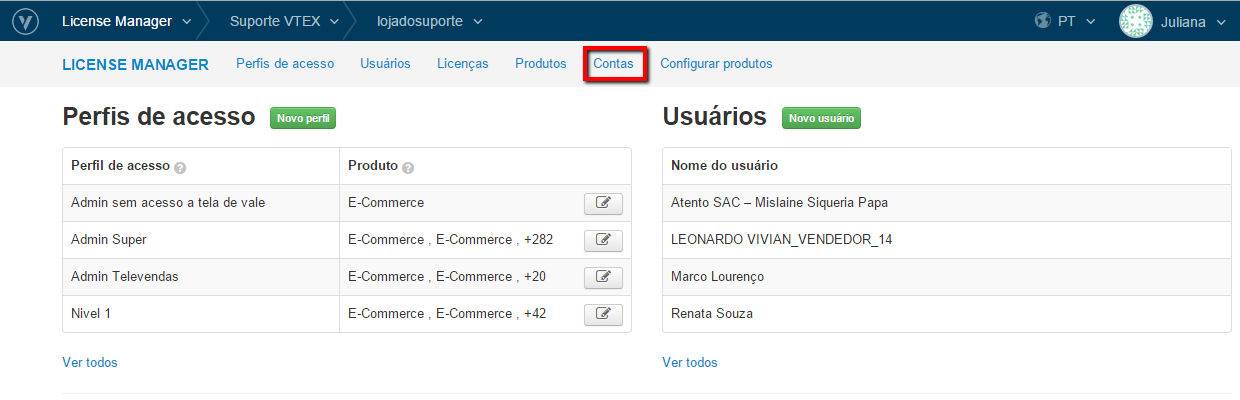 License Manager Suporte VTEX lojadosuporte PT Juliana
LICENSE MANAGER Perfis de acesso Usuários Licenças Produtos Contas Configurar produtos
Perfis de acesso Novo perfil
Perfil de acesso ? Produto ?
Admin sem acesso a tela de vale E-Commerce
Admin Super E-Commerce , E-Commerce , +282
Admin Televendas E-Commerce , E-Commerce , +20
Nivel 1 E-Commerce , E-Commerce , +42
Ver todos
Usuários Novo usuário
Nome do usuário
Atento SAC – Mislaine Siqueria Papa
LEONARDO VIVIAN_VENDEDOR_14
Marco Lourenço
Renata Souza
Ver todos